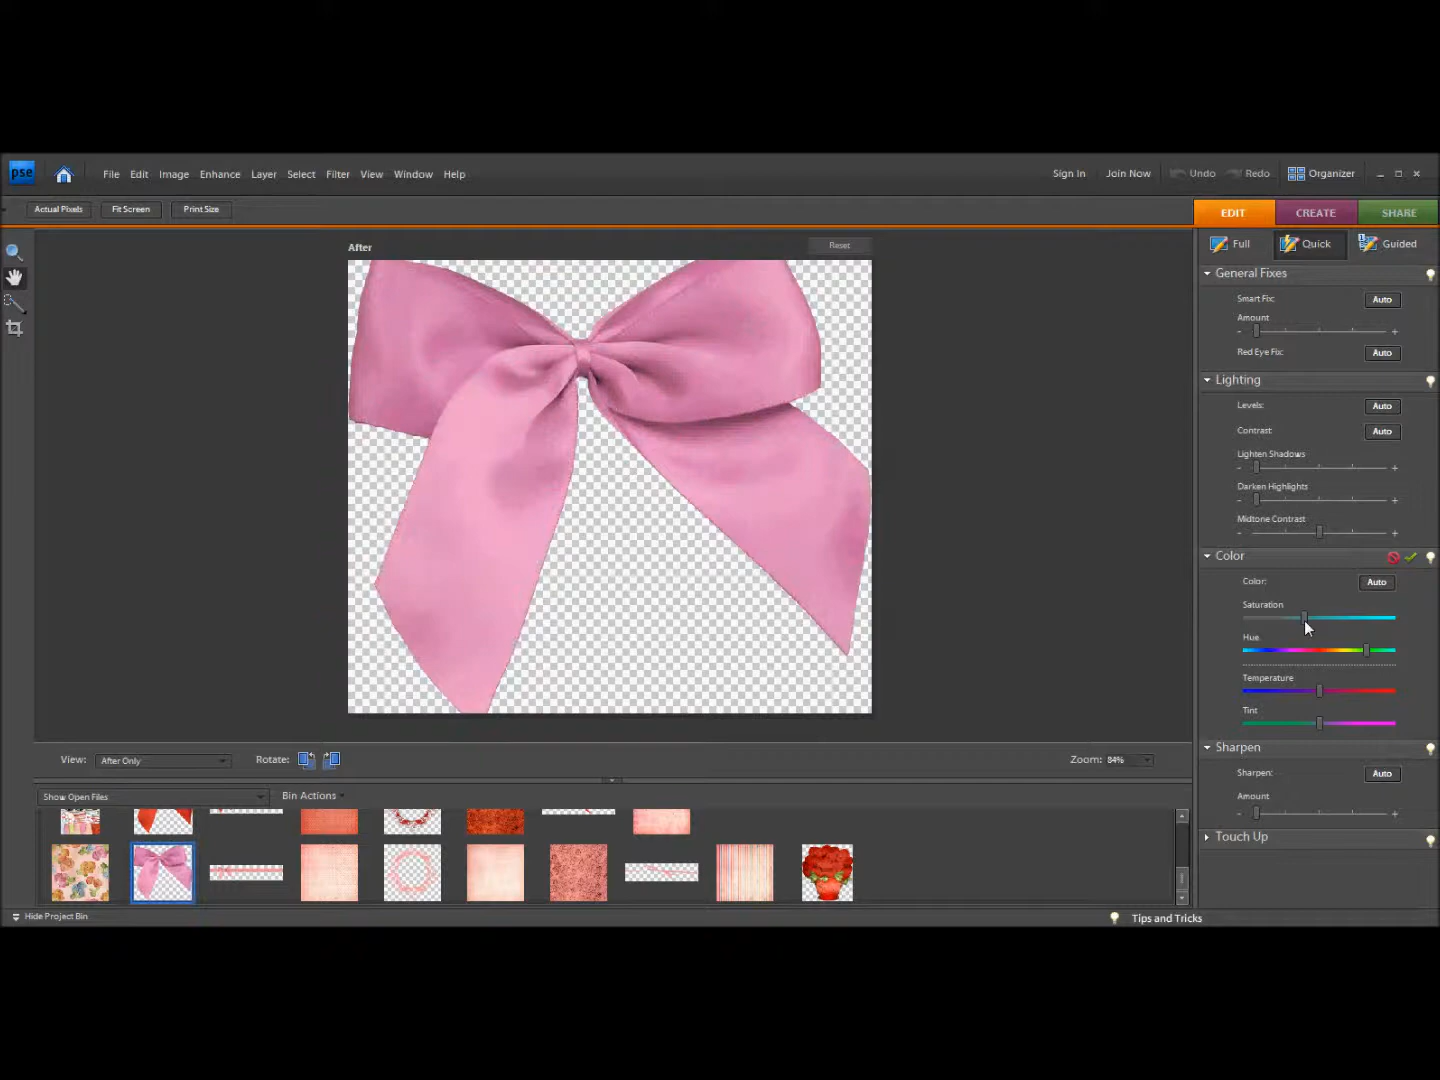 pse File Edit Image Enhance Layer Select Filter View Window Help Sign In Join Now Undo Redo Organizer
Actual Pixels Fit Screen Print Size EDIT CREATE SHARE
After Reset
Full Quick Guided
General Fixes
Smart Fix: Auto
Amount
- +
Red Eye Fix: Auto
Lighting
Levels: Auto
Contrast: Auto
Lighten Shadows
- +
Darken Highlights
- +
Midtone Contrast
- +
Color
Color: Auto
Saturation
Hue
Temperature
Tint
Sharpen
Sharpen: Auto
Amount
- +
Touch Up
View: After Only Rotate: Zoom: 84%
Show Open Files Bin Actions
Hide Project Bin Tips and Tricks